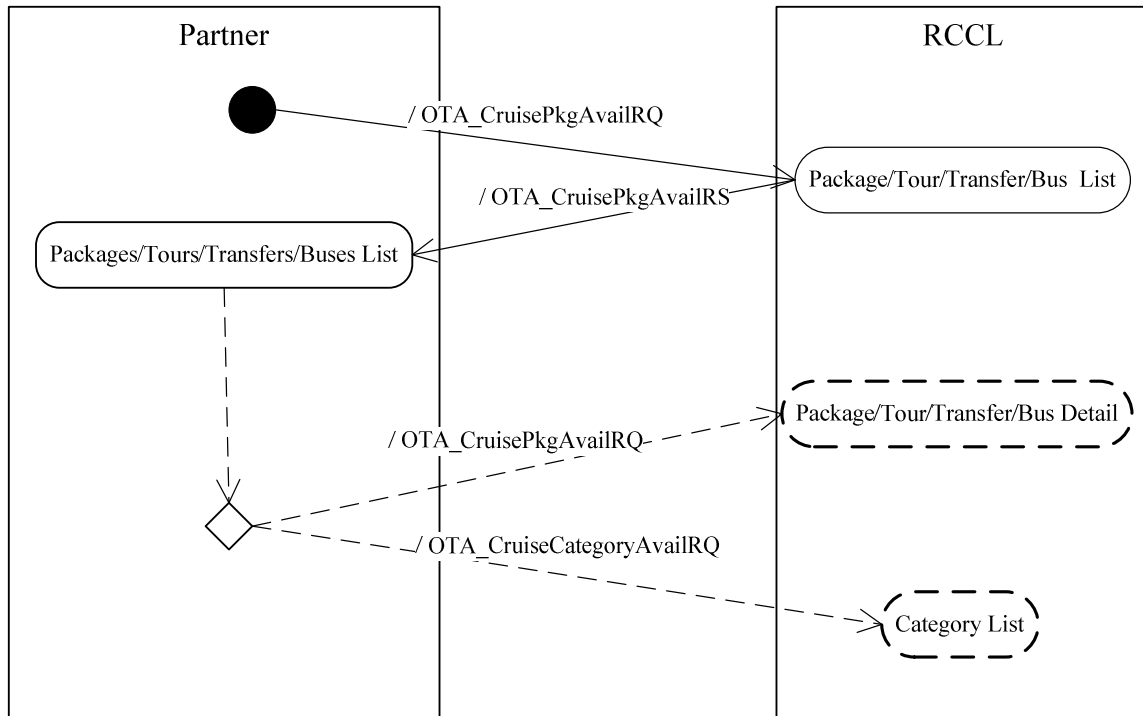 Partner
RCCL
/ OTA_CruisePkgAvailRQ
Package/Tour/Transfer/Bus List
/ OTA_CruisePkgAvailRS
Packages/Tours/Transfers/Buses List
Package/Tour/Transfer/Bus Detail
/ OTA_CruisePkgAvailRQ
/ OTA_CruiseCategoryAvailRQ
Category List